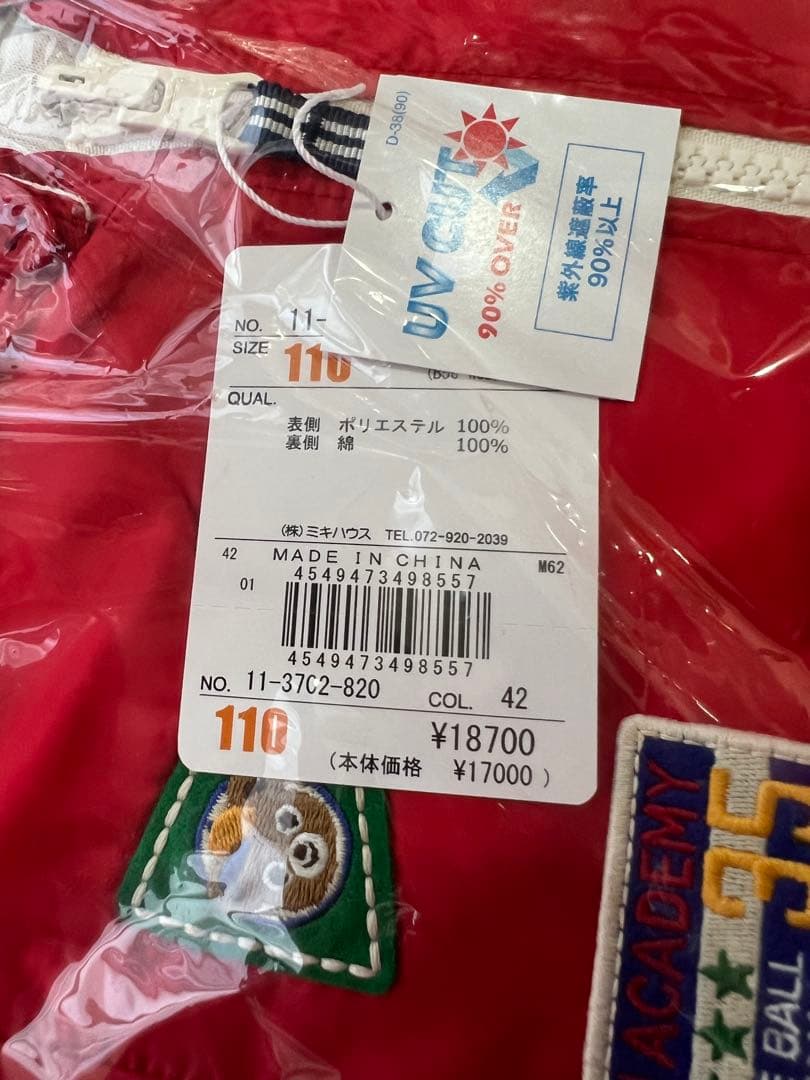 D-38(90)
UV CUT
90% OVER
紫外線遮蔽率
90%以上
NO. 11-
SIZE 110
QUAL.
表側 ポリエステル 100%
裏側 綿 100%
(株)ミキハウス TEL.072-920-2039
42 MADE IN CHINA M62
01 4549473498557
4549473498557
NO. 11-3702-820 COL. 42
110 ¥18700
(本体価格 ¥17000)
ACADEMY
35
BALL